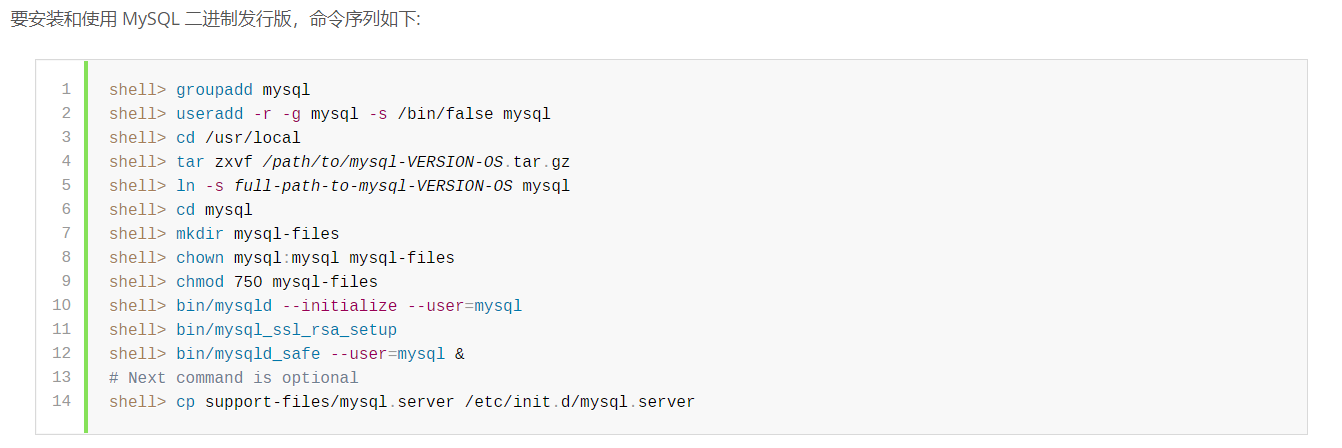 要安装和使用 MySQL 二进制发行版，命令序列如下:
1 shell> groupadd mysql
2 shell> useradd -r -g mysql -s /bin/false mysql
3 shell> cd /usr/local
4 shell> tar zxvf /path/to/mysql-VERSION-OS.tar.gz
5 shell> ln -s full-path-to-mysql-VERSION-OS mysql
6 shell> cd mysql
7 shell> mkdir mysql-files
8 shell> chown mysql:mysql mysql-files
9 shell> chmod 750 mysql-files
10 shell> bin/mysqld --initialize --user=mysql
11 shell> bin/mysql_ssl_rsa_setup
12 shell> bin/mysqld_safe --user=mysql &
13 # Next command is optional
14 shell> cp support-files/mysql.server /etc/init.d/mysql.server